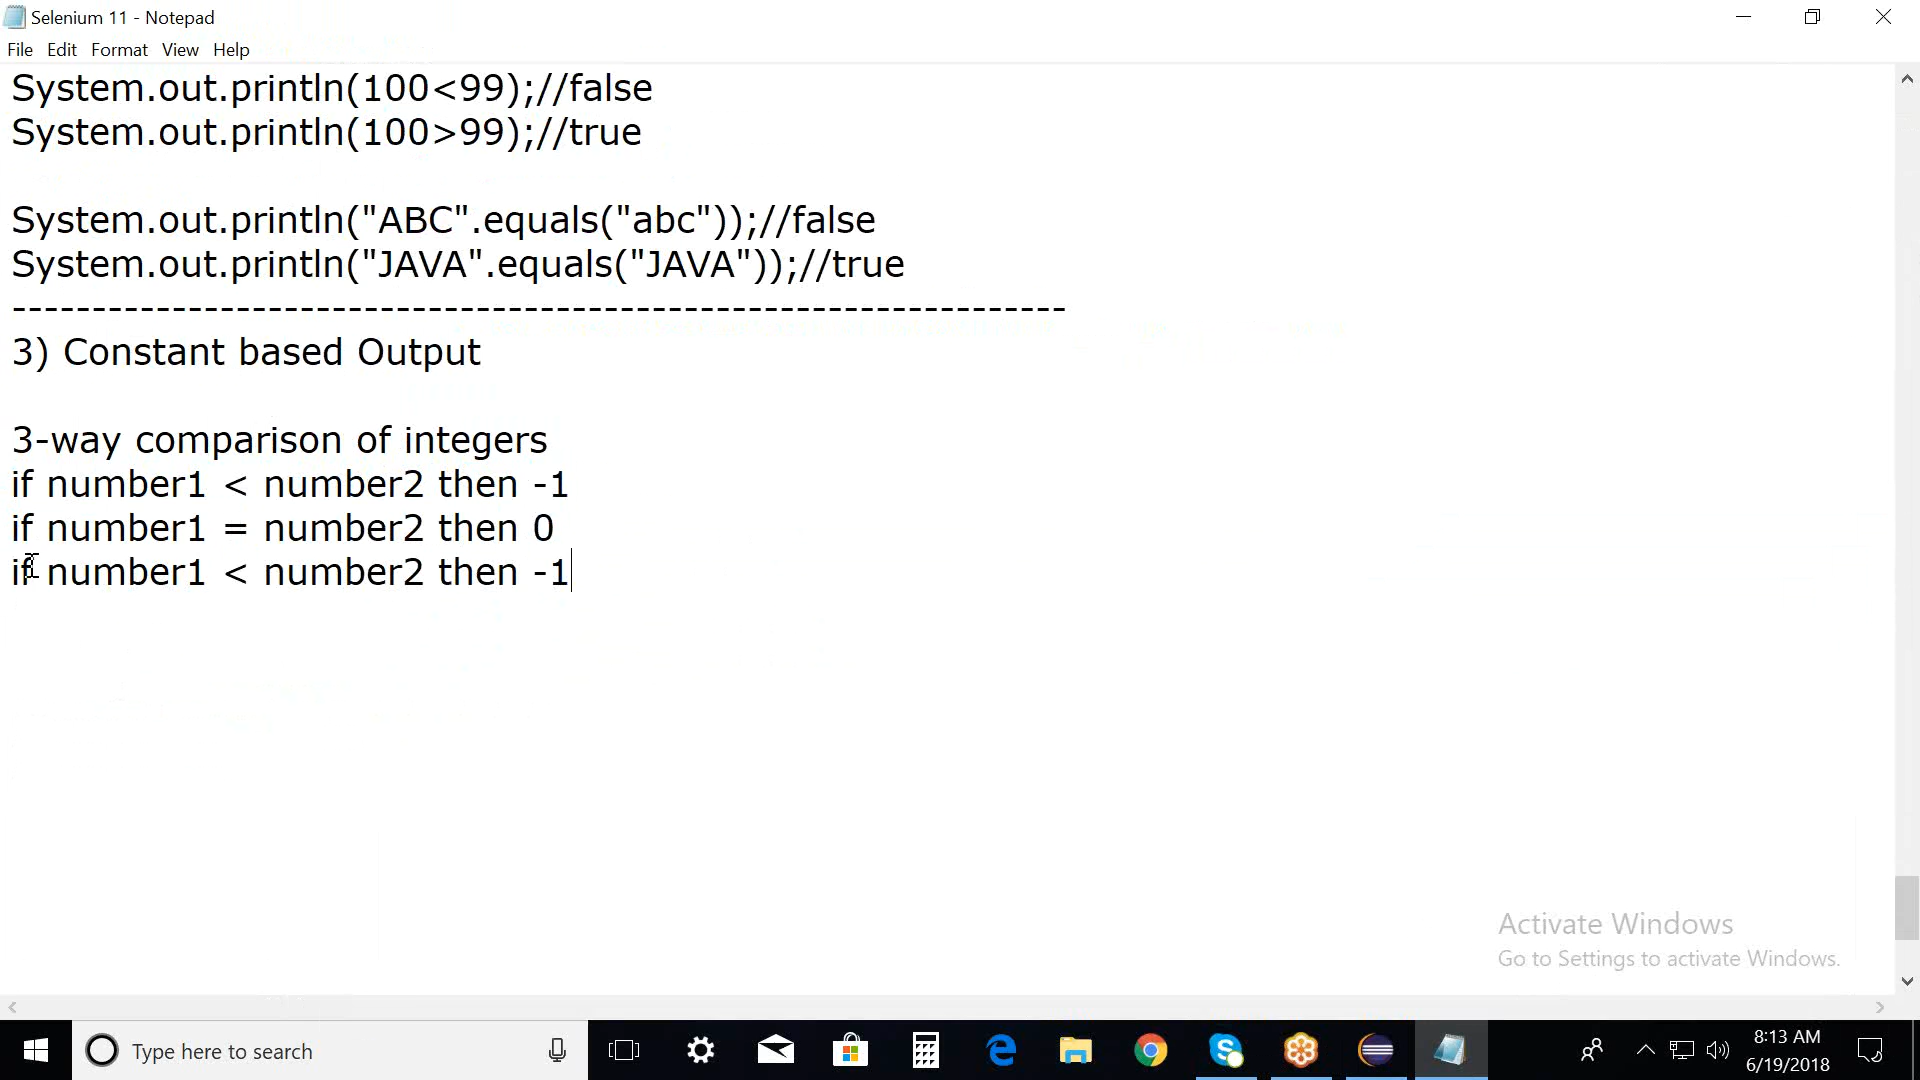 Selenium 11 - Notepad
File Edit Format View Help
System.out.println(100<99);//false
System.out.println(100>99);//true
System.out.println("ABC".equals("abc"));//false
System.out.println("JAVA".equals("JAVA"));//true
------------------------------------------------------------------
3) Constant based Output
3-way comparison of integers
if number1 < number2 then -1
if number1 = number2 then 0
if number1 < number2 then -1
Activate Windows
Go to Settings to activate Windows.
Type here to search
8:13 AM
6/19/2018